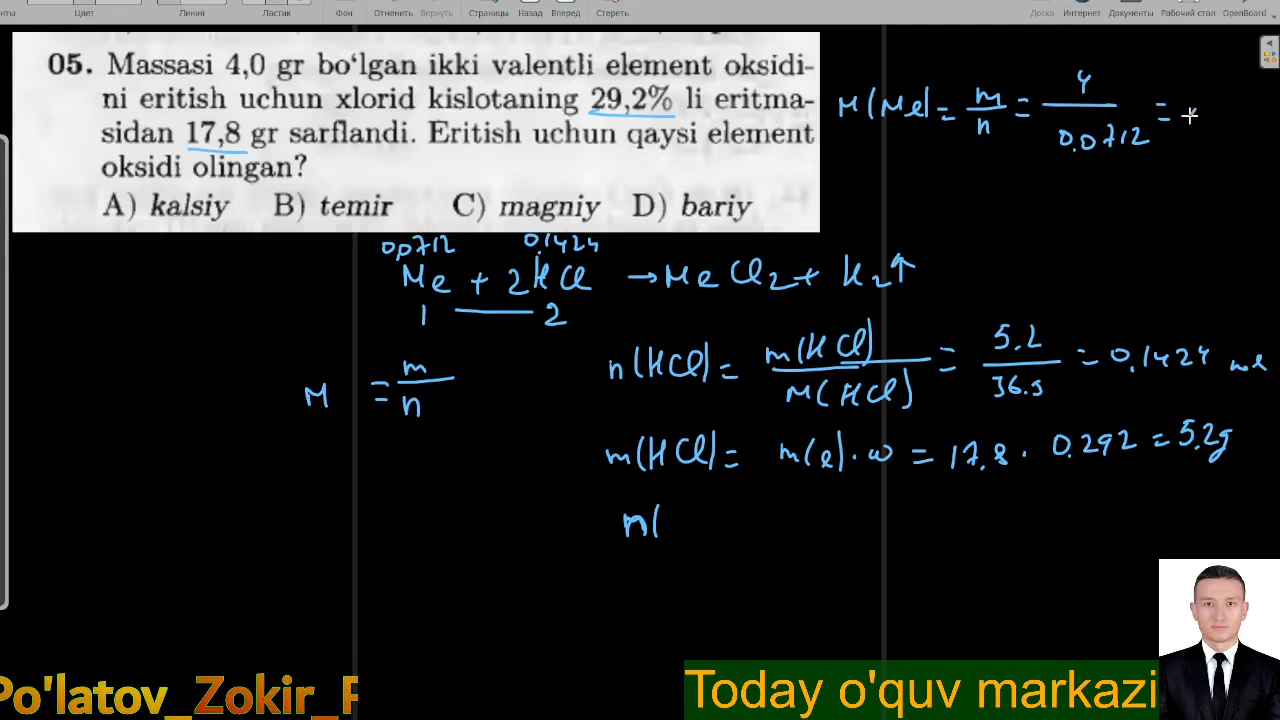 Цвет
Линия
Ластик
Фон
Отменить
Вернуть
Страницы
Назад
Вперед
Стереть
Доска
Интернет
Документы
Рабочий стол
OpenBoard
05. Massasi 4,0 gr bo‘lgan ikki valentli element oksidi-
ni eritish uchun xlorid kislotaning 29,2% li eritma-
sidan 17,8 gr sarflandi. Eritish uchun qaysi element
oksidi olingan?
A) kalsiy B) temir C) magniy D) bariy
M(Me) = m/n = 4/0.0712 =
0,0712 0.1424
Me + 2HCl → MeCl2 + H2↑
1 2
M = m/n
n(HCl) = m(HCl)/M(HCl) = 5.2/36.5 = 0.1424 mol
m(HCl) = m(e)·w = 17.8 · 0.292 = 5.2g
n(
Po'latov_Zokir_
Today o'quv markazi